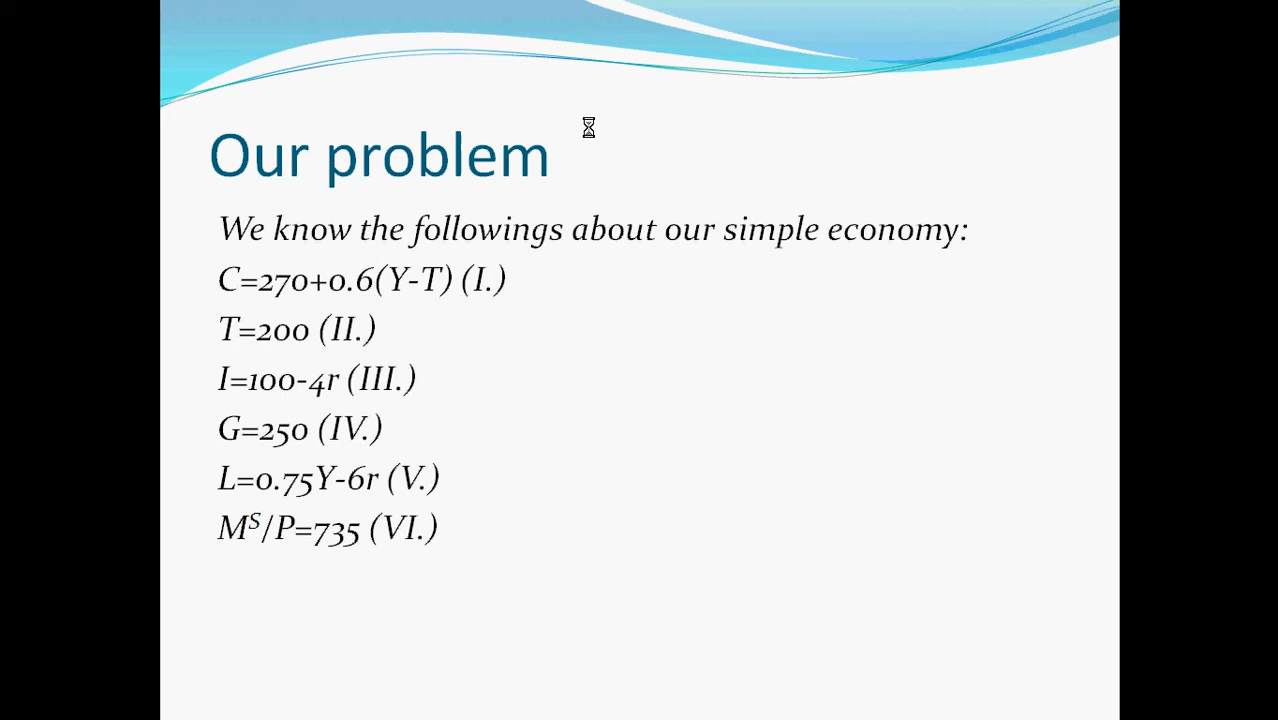 Our problem
We know the followings about our simple economy:
C=270+0.6(Y-T) (I.)
T=200 (II.)
I=100-4r (III.)
G=250 (IV.)
L=0.75Y-6r (V.)
Mˢ/P=735 (VI.)